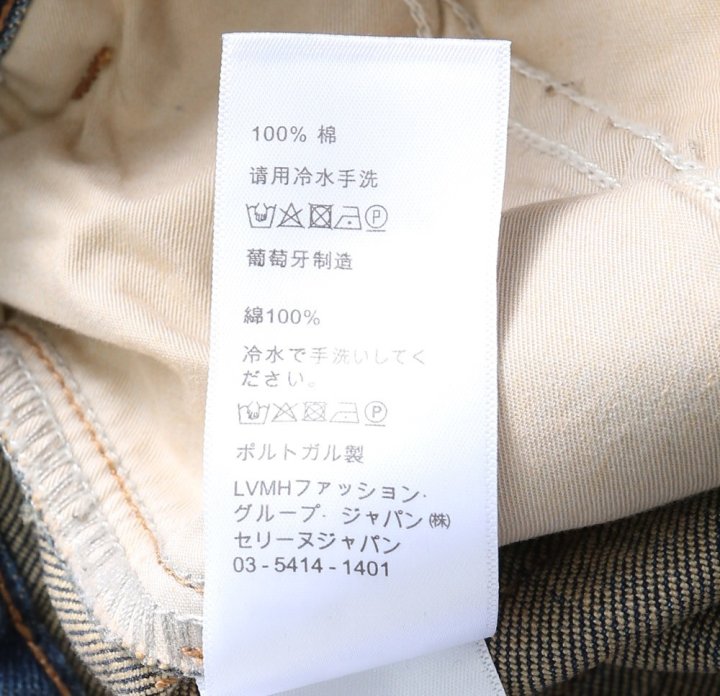 100% 棉
请用冷水手洗
P
葡萄牙制造
綿100%
冷水で手洗いしてく
ださい。
P
ポルトガル製
LVMHファッション·
グループ· ジャパン㈱
セリーヌジャパン
03 - 5414 - 1401